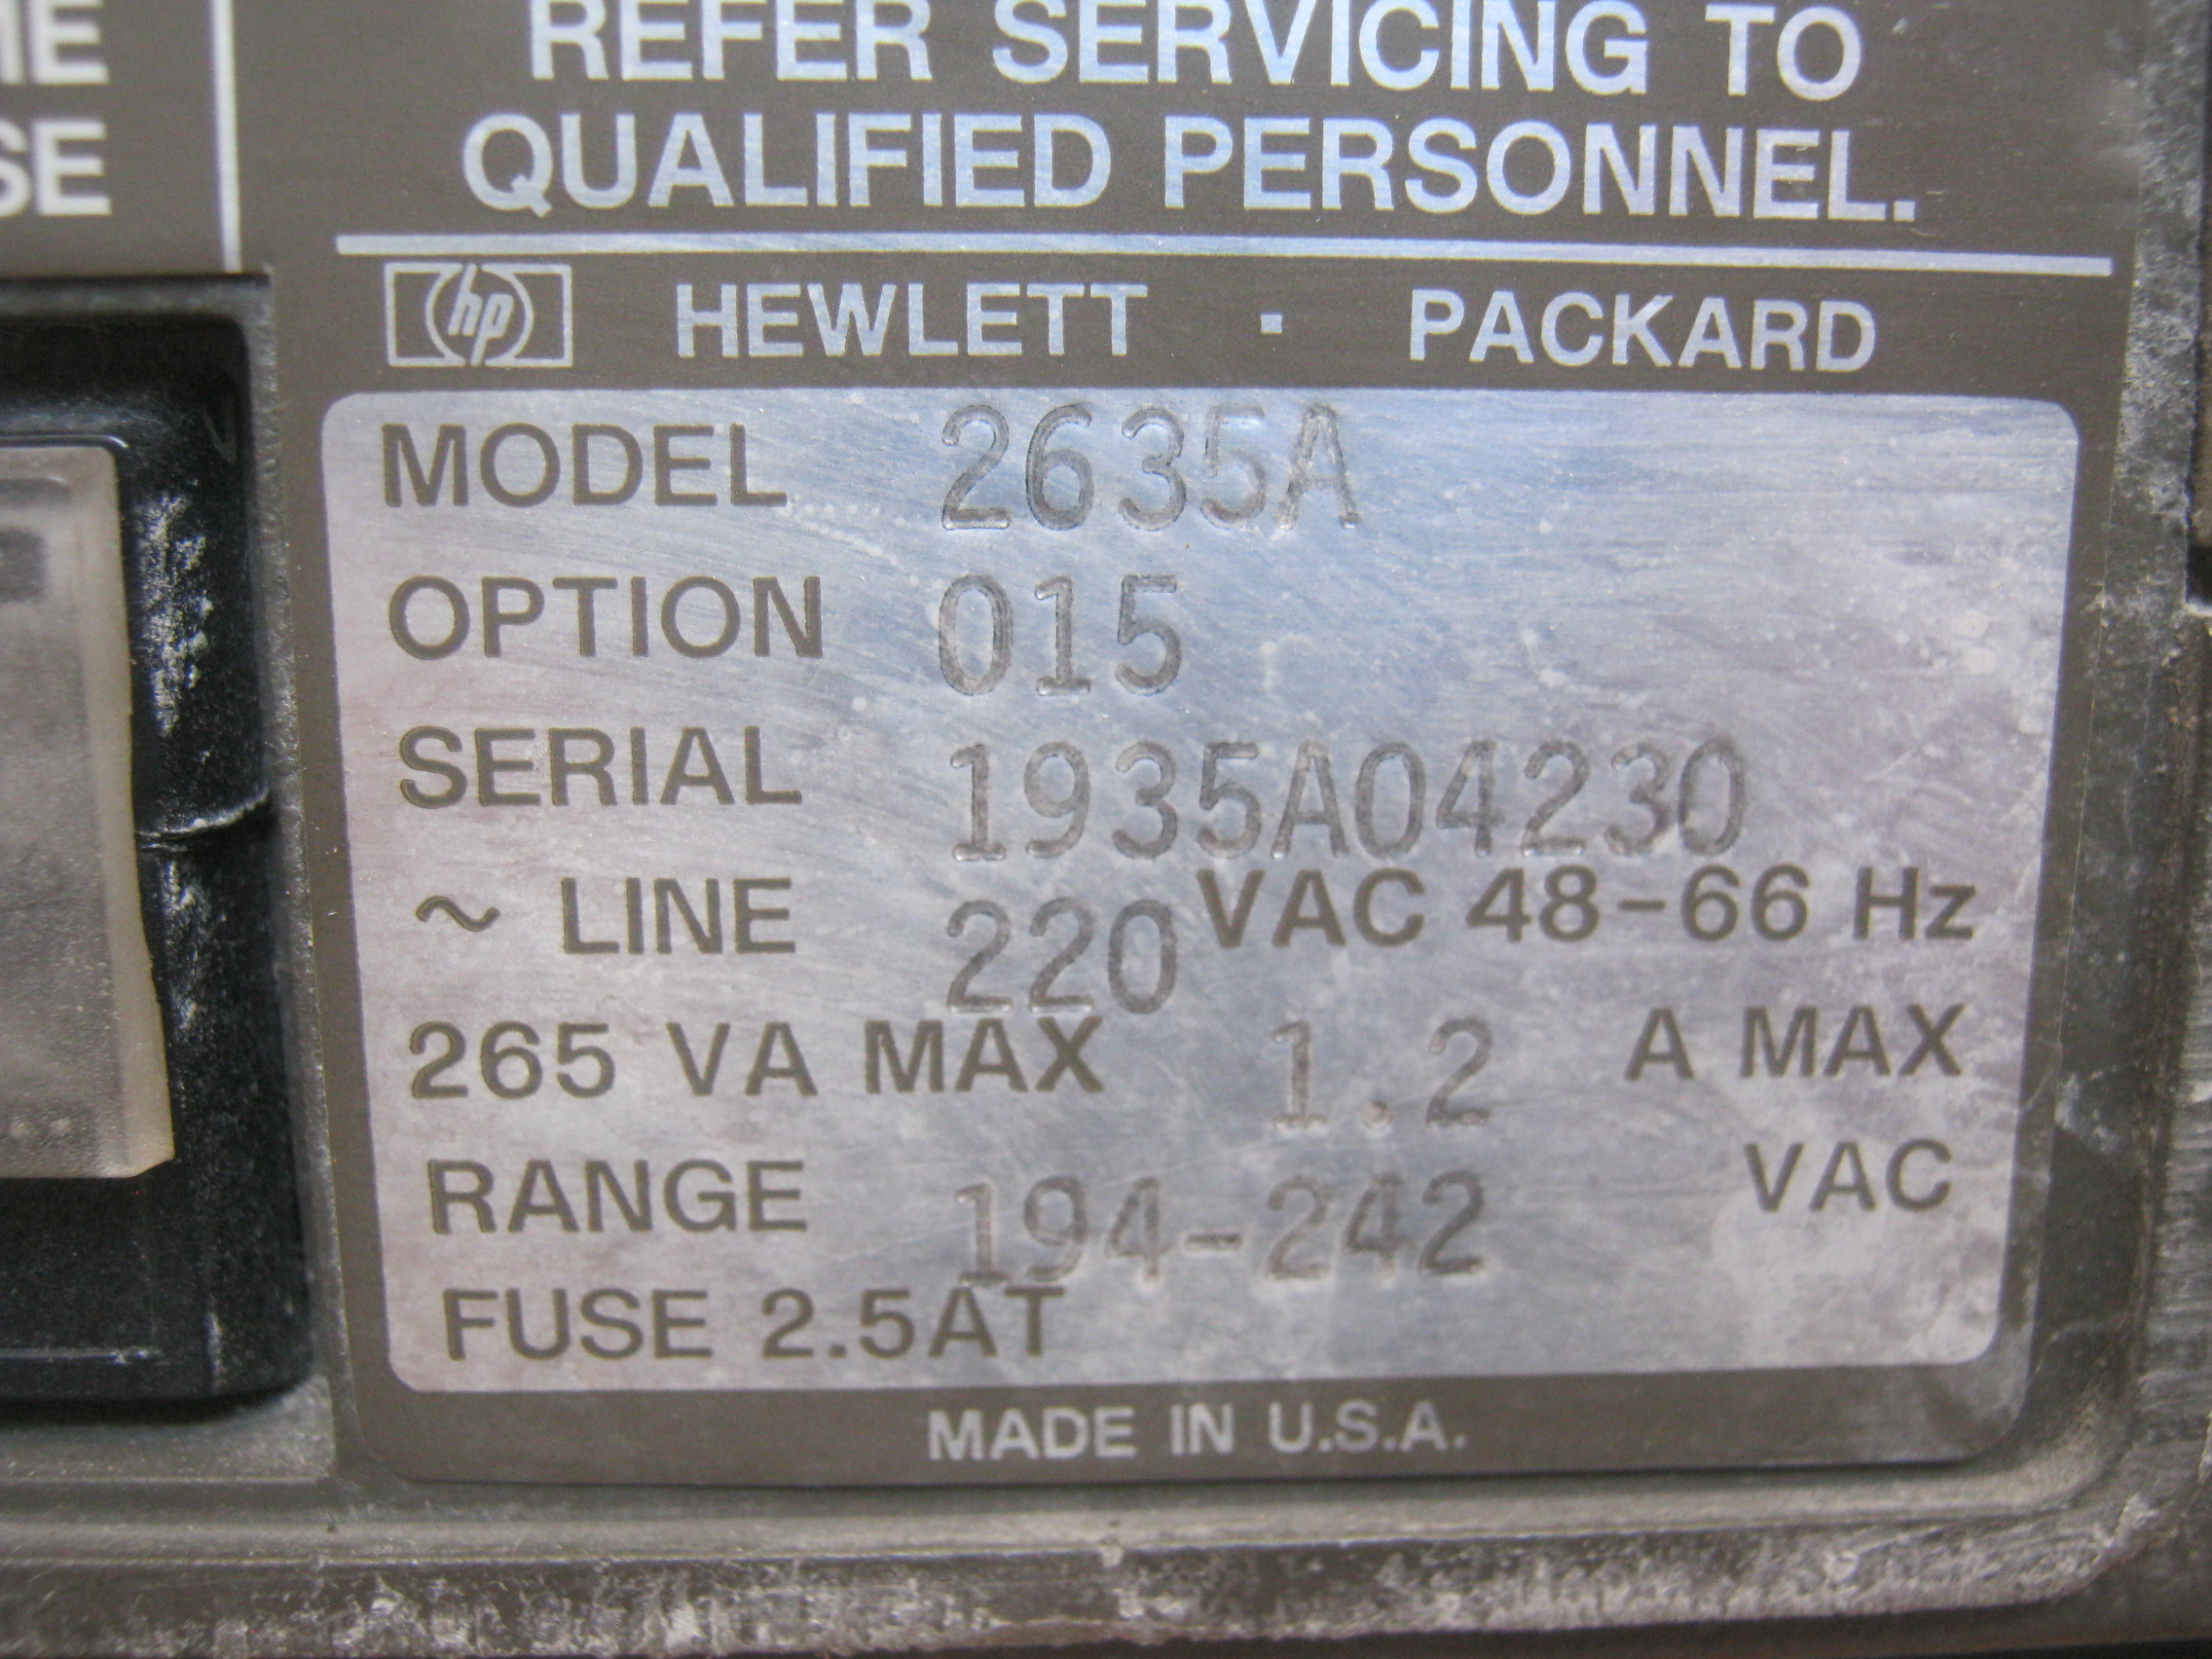 REFER SERVICING TO
QUALIFIED PERSONNEL.
hp HEWLETT · PACKARD
MODEL 2635A
OPTION 015
SERIAL 1935A04230
~ LINE 220 VAC 48-66 Hz
265 VA MAX 1.2 A MAX
RANGE 194-242 VAC
FUSE 2.5AT
MADE IN U.S.A.